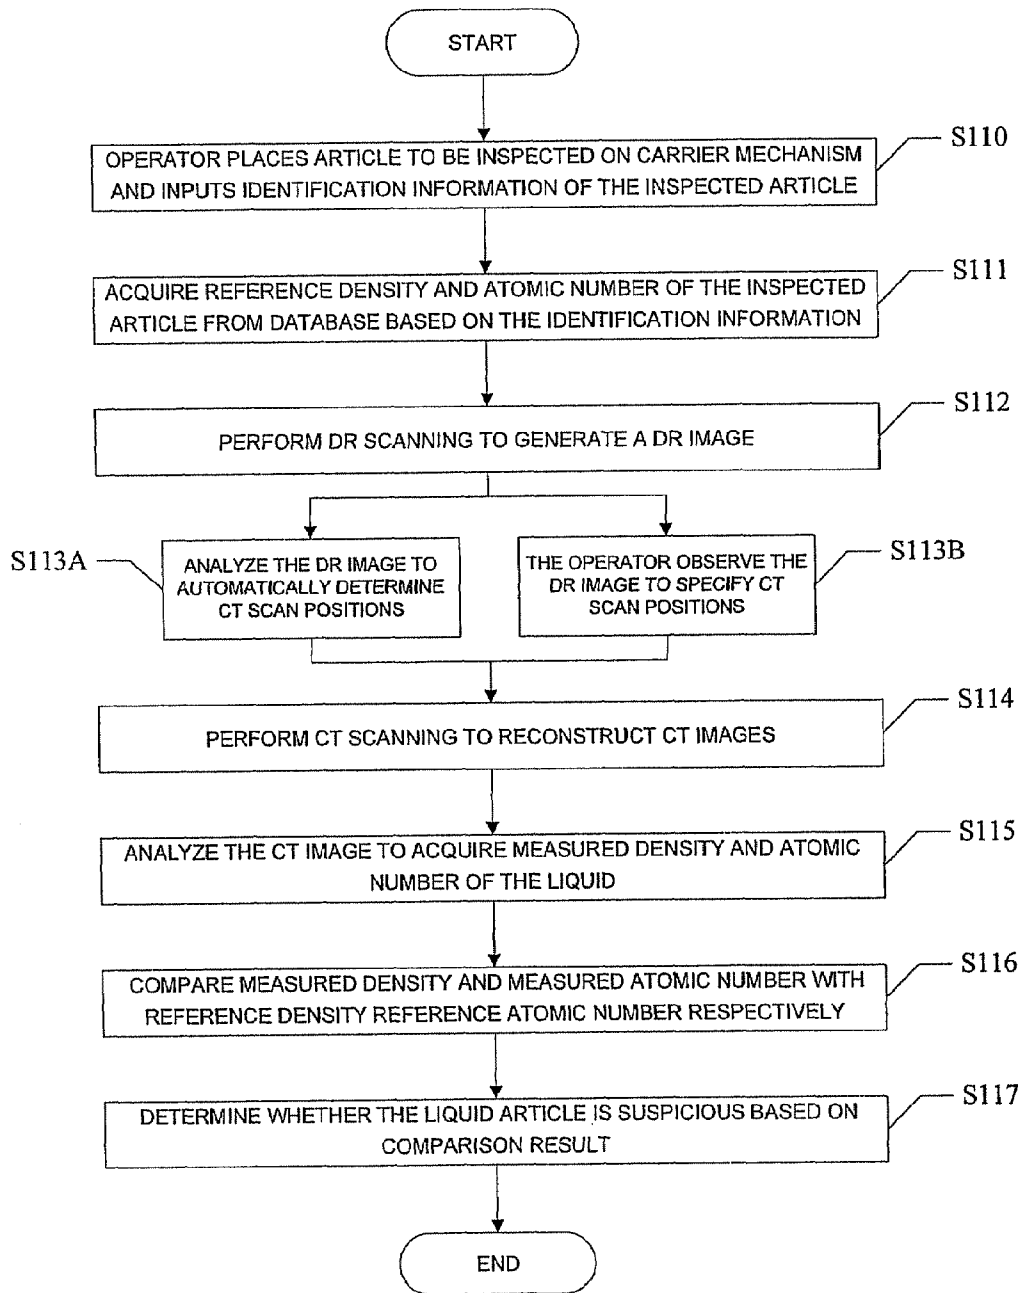 START
S110
OPERATOR PLACES ARTICLE TO BE INSPECTED ON CARRIER MECHANISM
AND INPUTS IDENTIFICATION INFORMATION OF THE INSPECTED ARTICLE
S111
ACQUIRE REFERENCE DENSITY AND ATOMIC NUMBER OF THE INSPECTED
ARTICLE FROM DATABASE BASED ON THE IDENTIFICATION INFORMATION
S112
PERFORM DR SCANNING TO GENERATE A DR IMAGE
S113A
ANALYZE THE DR IMAGE TO
AUTOMATICALLY DETERMINE
CT SCAN POSITIONS
S113B
THE OPERATOR OBSERVE THE
DR IMAGE TO SPECIFY CT
SCAN POSITIONS
S114
PERFORM CT SCANNING TO RECONSTRUCT CT IMAGES
S115
ANALYZE THE CT IMAGE TO ACQUIRE MEASURED DENSITY AND ATOMIC
NUMBER OF THE LIQUID
S116
COMPARE MEASURED DENSITY AND MEASURED ATOMIC NUMBER WITH
REFERENCE DENSITY REFERENCE ATOMIC NUMBER RESPECTIVELY
S117
DETERMINE WHETHER THE LIQUID ARTICLE IS SUSPICIOUS BASED ON
COMPARISON RESULT
END